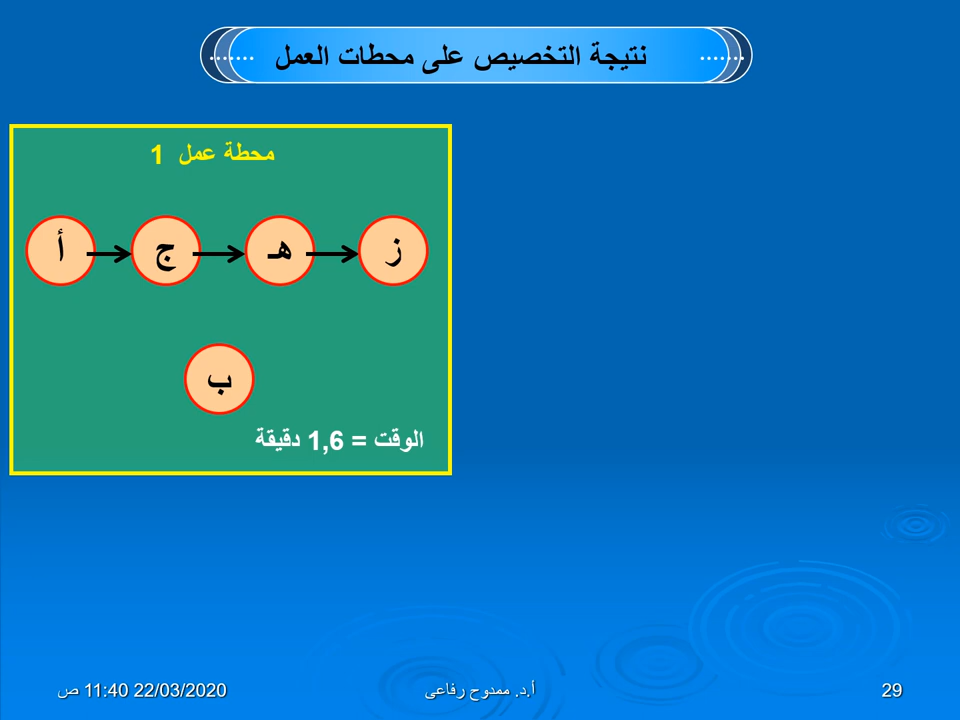 نتيجة التخصيص على محطات العمل
محطة عمل 1
أ ج هـ ز
ب
الوقت = 1,6 دقيقة
22/03/2020 11:40 ص
أ.د. ممدوح رفاعى
29